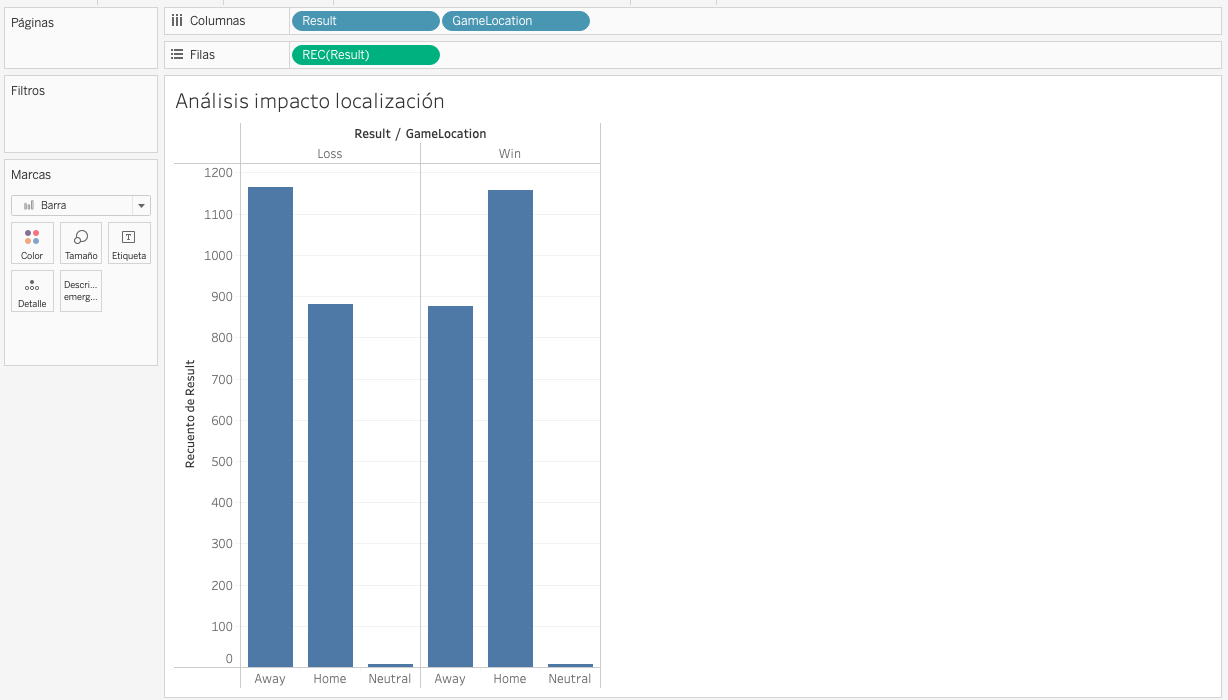 Páginas
Columnas
Result
GameLocation
Filas
REC(Result)
Filtros
Marcas
Barra
Color
Tamaño
Etiqueta
Detalle
Descri...
emerg...
Análisis impacto localización
Result / GameLocation
Loss
Win
1200
1100
1000
900
800
700
600
500
400
300
200
100
0
Recuento de Result
Away
Home
Neutral
Away
Home
Neutral